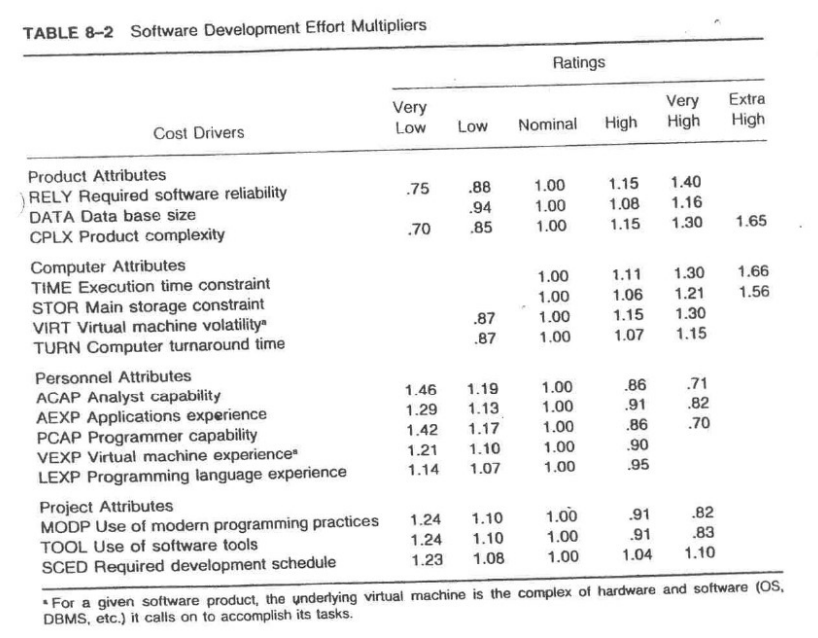 TABLE 8–2 Software Development Effort Multipliers
Ratings
Cost Drivers Very Low Low Nominal High Very High Extra High
Product Attributes
RELY Required software reliability .75 .88 1.00 1.15 1.40
DATA Data base size .94 1.00 1.08 1.16
CPLX Product complexity .70 .85 1.00 1.15 1.30 1.65
Computer Attributes
TIME Execution time constraint 1.00 1.11 1.30 1.66
STOR Main storage constraint 1.00 1.06 1.21 1.56
VIRT Virtual machine volatilityª .87 1.00 1.15 1.30
TURN Computer turnaround time .87 1.00 1.07 1.15
Personnel Attributes
ACAP Analyst capability 1.46 1.19 1.00 .86 .71
AEXP Applications experience 1.29 1.13 1.00 .91 .82
PCAP Programmer capability 1.42 1.17 1.00 .86 .70
VEXP Virtual machine experienceª 1.21 1.10 1.00 .90
LEXP Programming language experience 1.14 1.07 1.00 .95
Project Attributes
MODP Use of modern programming practices 1.24 1.10 1.00 .91 .82
TOOL Use of software tools 1.24 1.10 1.00 .91 .83
SCED Required development schedule 1.23 1.08 1.00 1.04 1.10
ª For a given software product, the underlying virtual machine is the complex of hardware and software (OS,
DBMS, etc.) it calls on to accomplish its tasks.